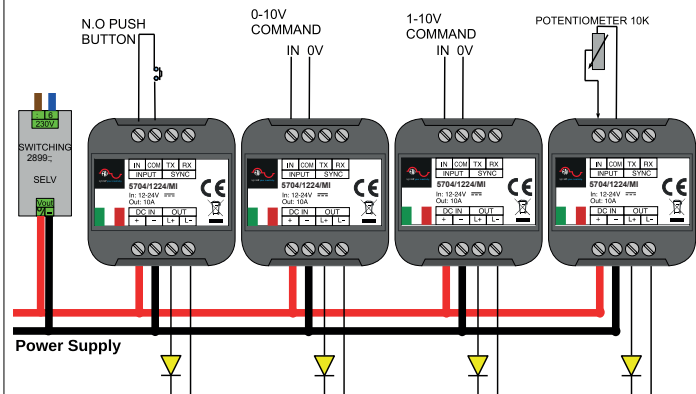 N.O PUSH
BUTTON
0-10V
COMMAND
IN 0V
1-10V
COMMAND
IN 0V
POTENTIOMETER 10K
230V
SWITCHING
2899:;
SELV
Vout
Power Supply
IN COM TX RX
INPUT SYNC
5704/1224/MI
In: 12-24V
Out: 10A
CE
DC IN OUT
+ − L+ L-
IN COM TX RX
INPUT SYNC
5704/1224/MI
In: 12-24V
Out: 10A
CE
DC IN OUT
+ − L+ L-
IN COM TX RX
INPUT SYNC
5704/1224/MI
In: 12-24V
Out: 10A
CE
DC IN OUT
+ − L+ L-
IN COM TX RX
INPUT SYNC
5704/1224/MI
In: 12-24V
Out: 10A
CE
DC IN OUT
+ − L+ L-